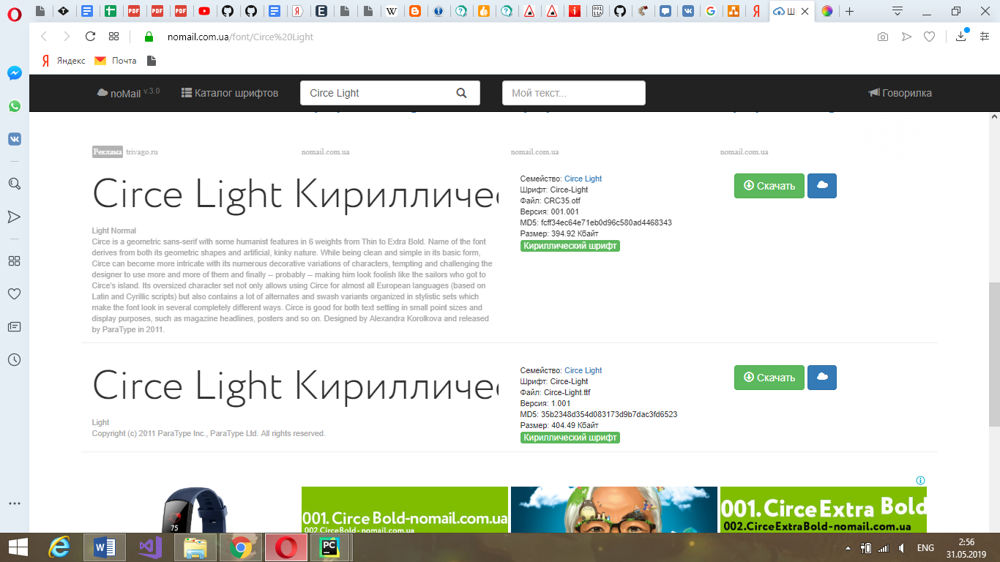 nomail.com.ua/font/Circe%20Light
Яндекс
Почта
noMail v.3.0
Каталог шрифтов
Circe Light
Мой текст...
Говорилка
Реклама trivago.ru
nomail.com.ua
nomail.com.ua
nomail.com.ua
Circe Light Кирилличес
Light Normal
Circe is a geometric sans-serif with some humanist features in 6 weights from Thin to Extra Bold. Name of the font
derives from both its geometric shapes and artificial, kinky nature. While being clean and simple in its basic form,
Circe can become more intricate with its numerous decorative variations of characters, tempting and challenging the
designer to use more and more of them and finally -- probably -- making him look foolish like the sailors who got to
Circe's island. Its oversized character set not only allows using Circe for almost all European languages (based on
Latin and Cyrillic scripts) but also contains a lot of alternates and swash variants organized in stylistic sets which
make the font look in several completely different ways. Circe is good for both text setting in small point sizes and
display purposes, such as magazine headlines, posters and so on. Designed by Alexandra Korolkova and released
by ParaType in 2011.
Семейство: Circe Light
Шрифт: Circe-Light
Файл: CRC35.otf
Версия: 001.001
MD5: fcff34ec64e71eb0d96c580ad4468343
Размер: 394.92 Кбайт
Кириллический шрифт
Скачать
Circe Light Кирилличес
Light
Copyright (c) 2011 ParaType Inc., ParaType Ltd. All rights reserved.
Семейство: Circe Light
Шрифт: Circe-Light
Файл: Circe-Light.ttf
Версия: 1.001
MD5: 35b2348d354d083173d9b7dac3fd6523
Размер: 404.49 Кбайт
Кириллический шрифт
Скачать
75
001.Circe Bold-nomail.com.ua
002.Circe Bold - nomail.com.ua
001.Circe Extra Bold
002.Circe Extra Bold-nomail.com.ua
ENG
2:56
31.05.2019